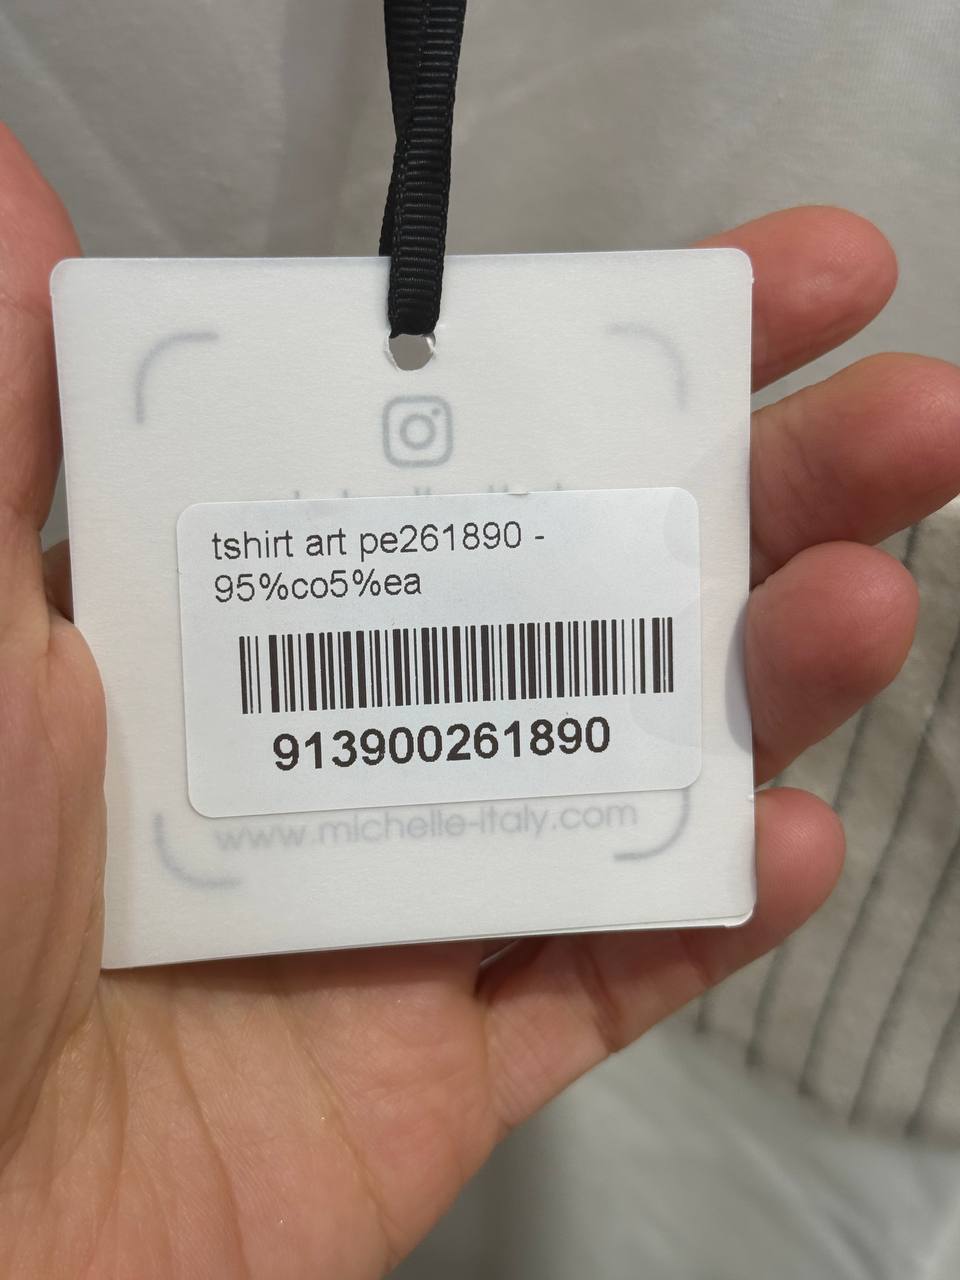 tshirt art pe261890 -
95%co5%ea
913900261890
www.michelle-italy.com